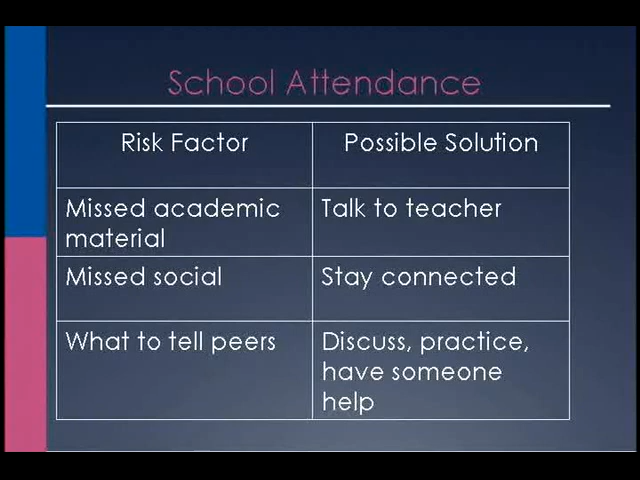 School Attendance
Risk Factor
Possible Solution
Missed academic
material
Talk to teacher
Missed social
Stay connected
What to tell peers
Discuss, practice,
have someone
help